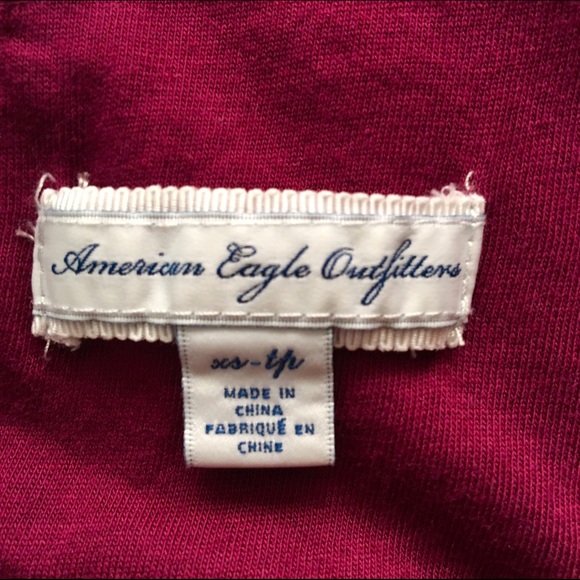 American Eagle Outfitters
xs-tp
MADE IN
CHINA
FABRIQUÉ EN
CHINE